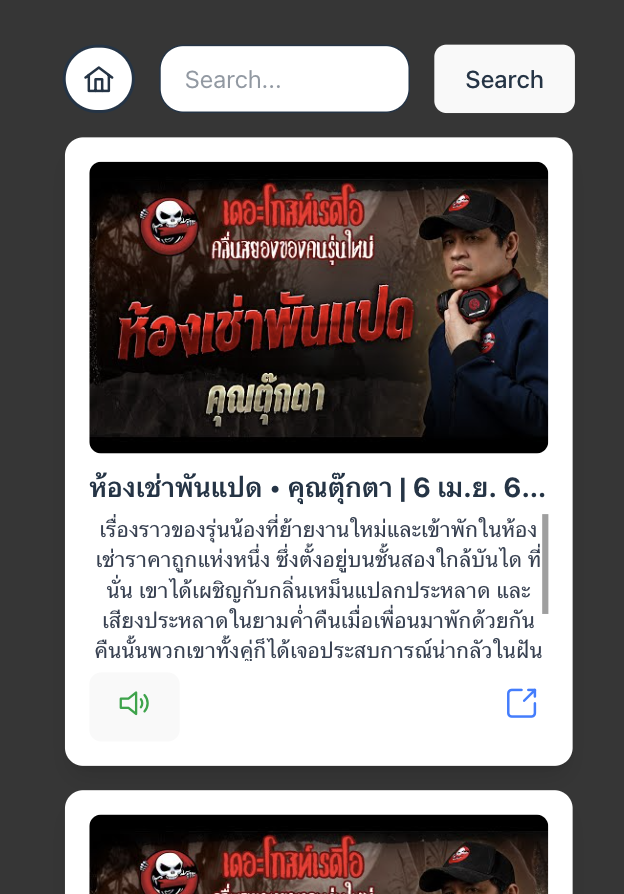 Search...
Search
เดอะโกสท์เรดิโอ
คลื่นสยองของคนรุ่นใหม่
ห้องเช่าพันแปด
คุณตุ๊กตา
ห้องเช่าพันแปด • คุณตุ๊กตา | 6 เม.ย. 6...
เรื่องราวของรุ่นน้องที่ย้ายงานใหม่และเข้าพักในห้อง
เช่าราคาถูกแห่งหนึ่ง ซึ่งตั้งอยู่บนชั้นสองใกล้บันได ที่
นั่น เขาได้เผชิญกับกลิ่นเหม็นแปลกประหลาด และ
เสียงประหลาดในยามค่ำคืนเมื่อเพื่อนมาพักด้วยกัน
คืนนั้นพวกเขาทั้งคู่ก็ได้เจอประสบการณ์น่ากลัวในฝัน
เดอะโกสท์เรดิโอ